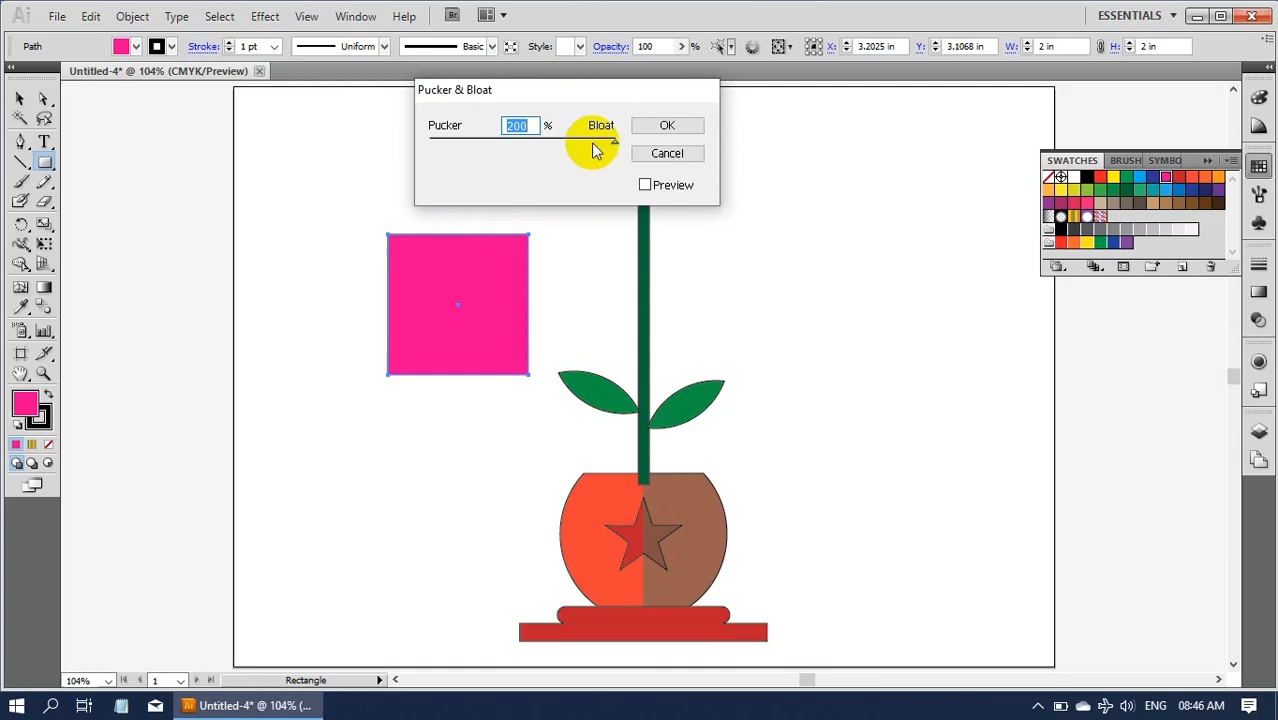 Ai File Edit Object Type Select Effect View Window Help Br ESSENTIALS
Path Stroke: 1 pt Uniform Basic Style: Opacity: 100 % X: 3.2025 in Y: 3.1068 in W: 2 in H: 2 in
Untitled-4* @ 104% (CMYK/Preview)
Pucker & Bloat
Pucker 200 % Bloat OK
Cancel
Preview
SWATCHES BRUSH SYMBO
T
104% 1 Rectangle
Ai Untitled-4* @ 104% (... ENG 08:46 AM